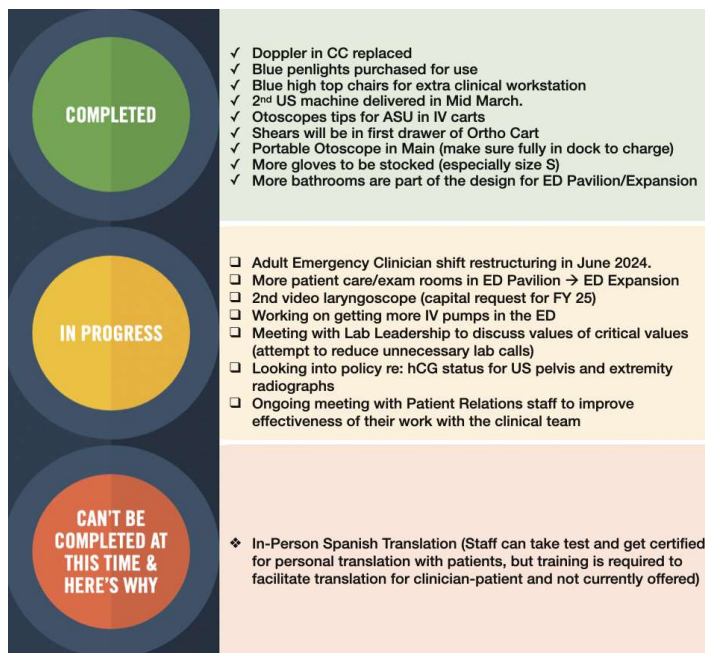 COMPLETED
✓ Doppler in CC replaced
✓ Blue penlights purchased for use
✓ Blue high top chairs for extra clinical workstation
✓ 2nd US machine delivered in Mid March.
✓ Otoscopes tips for ASU in IV carts
✓ Shears will be in first drawer of Ortho Cart
✓ Portable Otoscope in Main (make sure fully in dock to charge)
✓ More gloves to be stocked (especially size S)
✓ More bathrooms are part of the design for ED Pavilion/Expansion
IN PROGRESS
❑ Adult Emergency Clinician shift restructuring in June 2024.
❑ More patient care/exam rooms in ED Pavilion → ED Expansion
❑ 2nd video laryngoscope (capital request for FY 25)
❑ Working on getting more IV pumps in the ED
❑ Meeting with Lab Leadership to discuss values of critical values
(attempt to reduce unnecessary lab calls)
❑ Looking into policy re: hCG status for US pelvis and extremity
radiographs
❑ Ongoing meeting with Patient Relations staff to improve
effectiveness of their work with the clinical team
CAN'T BE
COMPLETED AT
THIS TIME &
HERE'S WHY
❖ In-Person Spanish Translation (Staff can take test and get certified
for personal translation with patients, but training is required to
facilitate translation for clinician-patient and not currently offered)